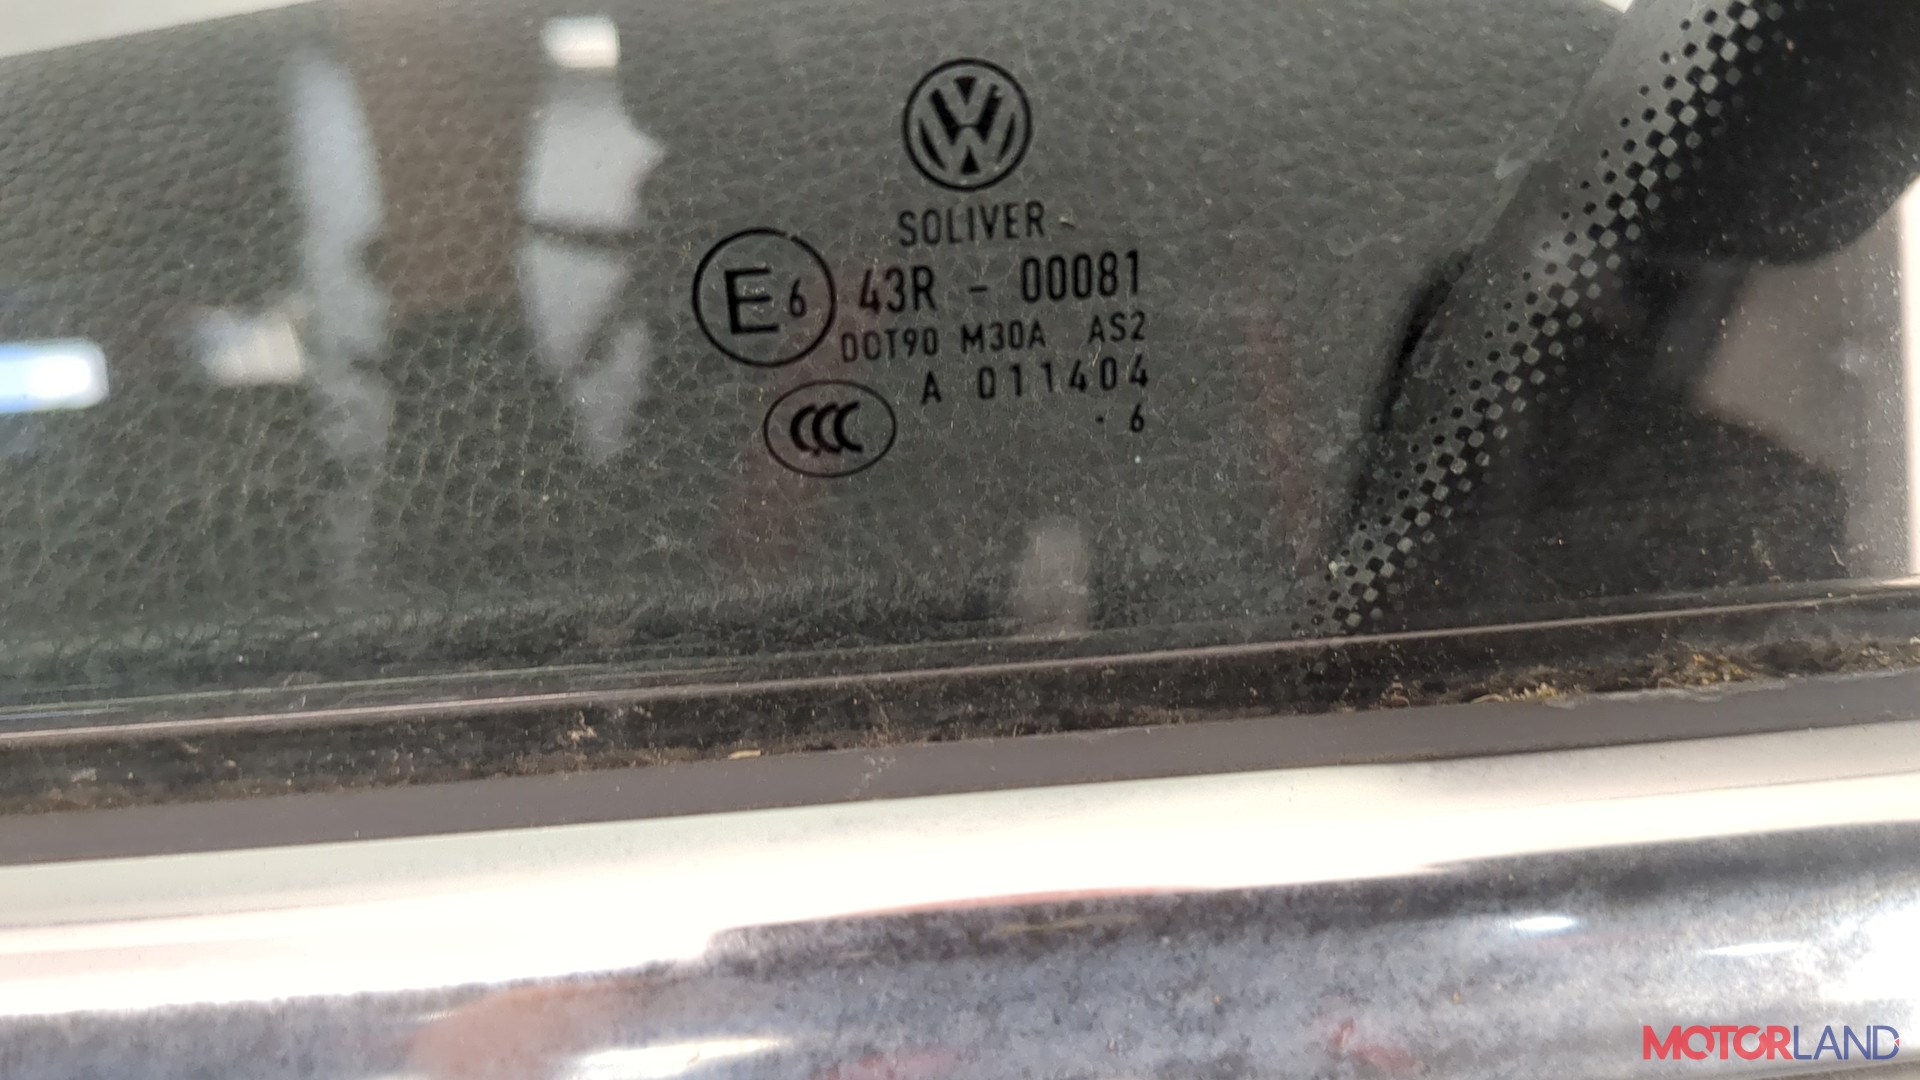 SOLIVER
E6 43R - 00081
DOT90 M30A AS2
A 011404
CCC · 6
MOTORLAND